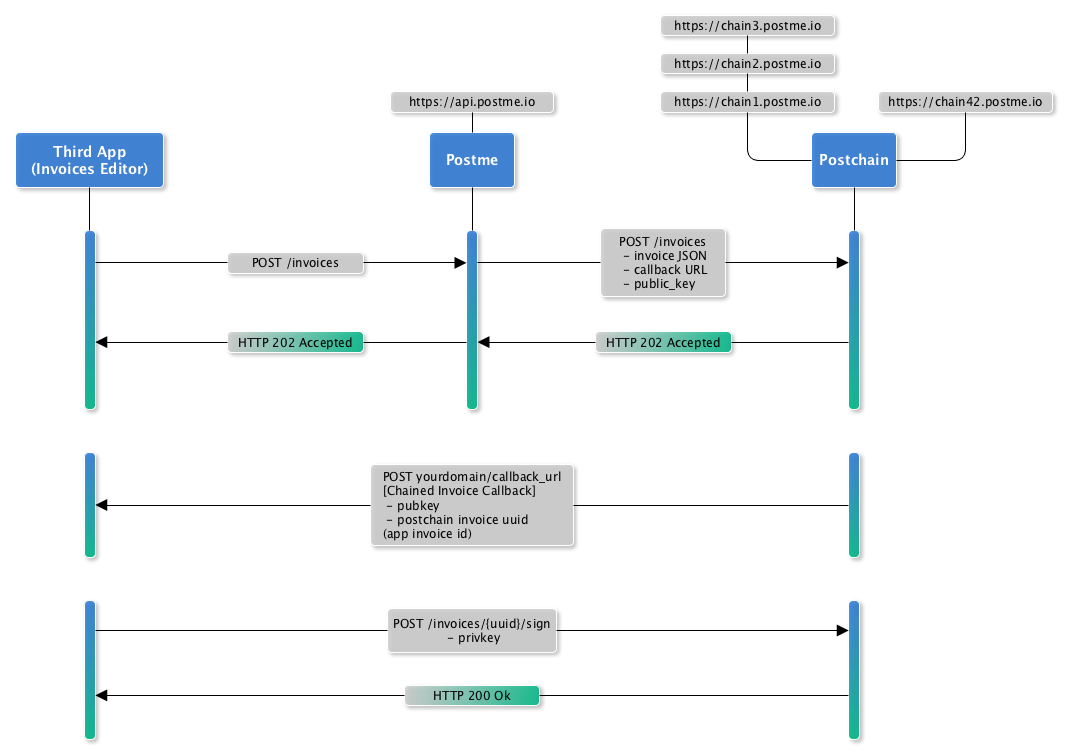 https://chain3.postme.io
https://chain2.postme.io
https://api.postme.io
https://chain1.postme.io
https://chain42.postme.io
Third App
(Invoices Editor)
Postme
Postchain
POST /invoices
POST /invoices
- invoice JSON
- callback URL
- public_key
HTTP 202 Accepted
HTTP 202 Accepted
POST yourdomain/callback_url
[Chained Invoice Callback]
- pubkey
- postchain invoice uuid
(app invoice id)
POST /invoices/{uuid}/sign
- privkey
HTTP 200 Ok